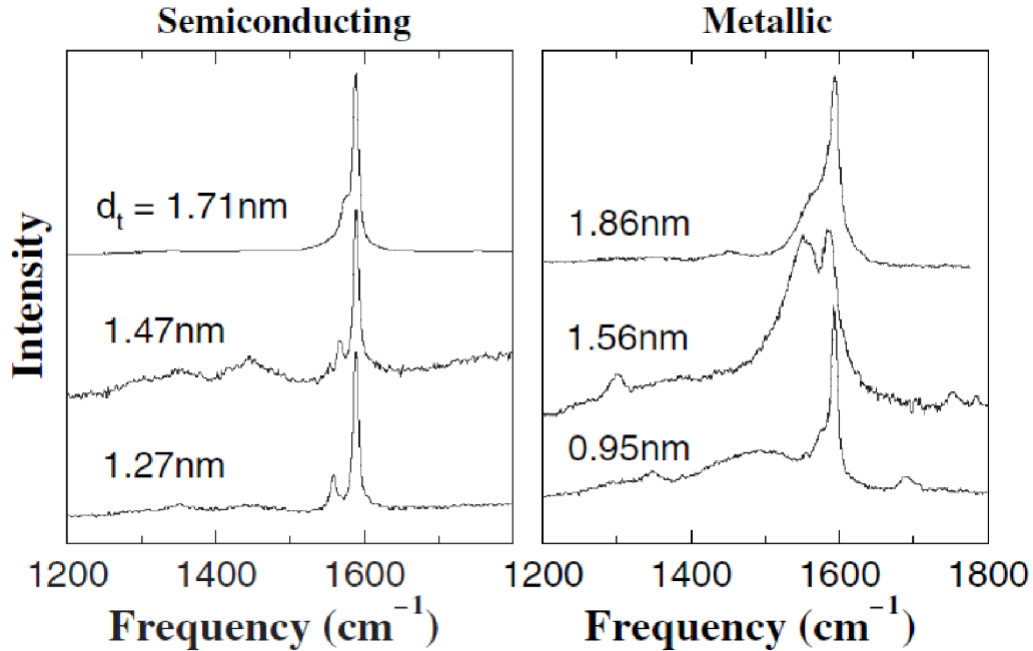 Semiconducting
Metallic
Intensity
d_t = 1.71nm
1.47nm
1.27nm
1.86nm
1.56nm
0.95nm
1200 1400 1600
1200 1400 1600 1800
Frequency (cm⁻¹)
Frequency (cm⁻¹)